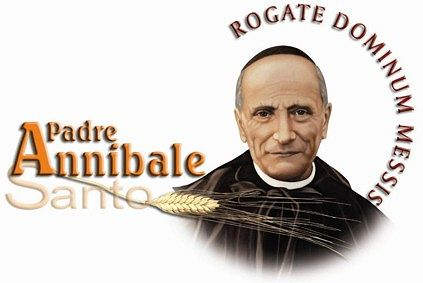 ROGATE DOMINUM MESSIS
Padre
Annibale
Santo